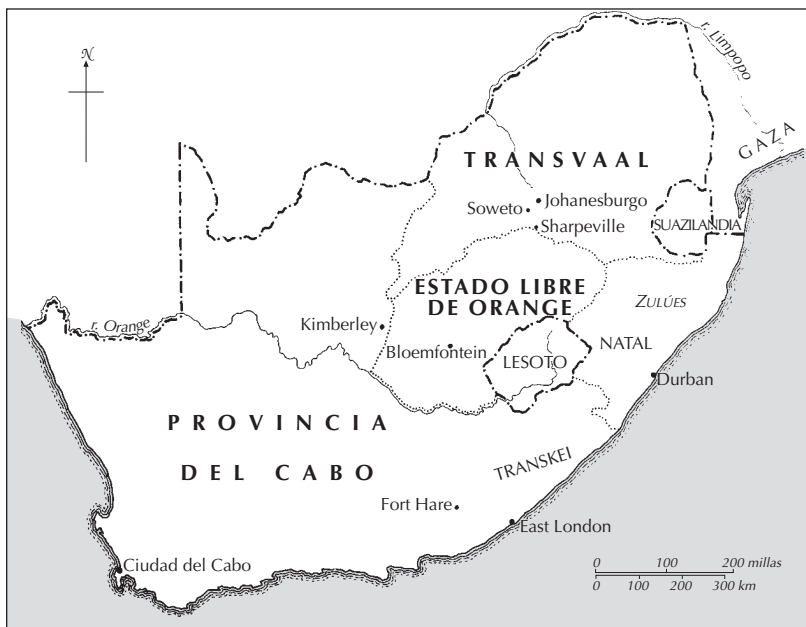 N
r. Limpopo
GAZA
TRANSVAAL
Johanesburgo
Soweto
Sharpeville
SUAZILANDIA
ESTADO LIBRE
DE ORANGE
ZULÚES
r. Orange
Kimberley
Bloemfontein
LESOTO
NATAL
Durban
PROVINCIA
DEL CABO
TRANSKEI
Fort Hare
East London
Ciudad del Cabo
0 100 200 millas
0 100 200 300 km